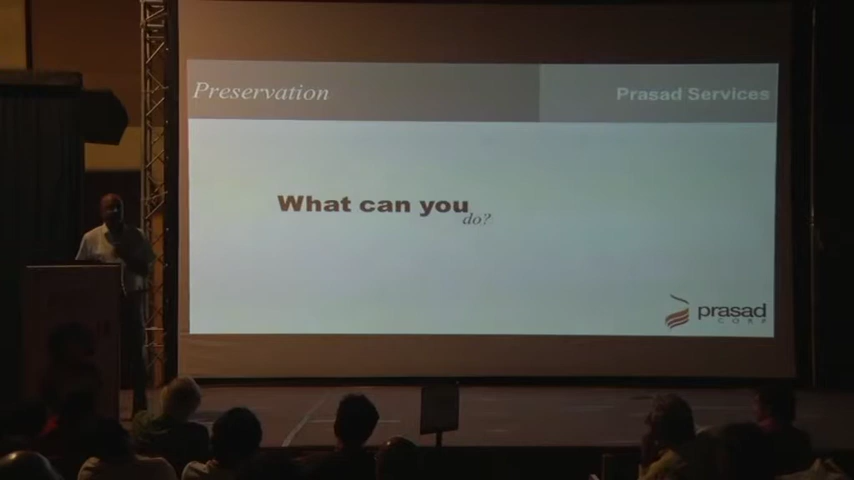 Preservation
Prasad Services
What can you
do?
prasad
CORP